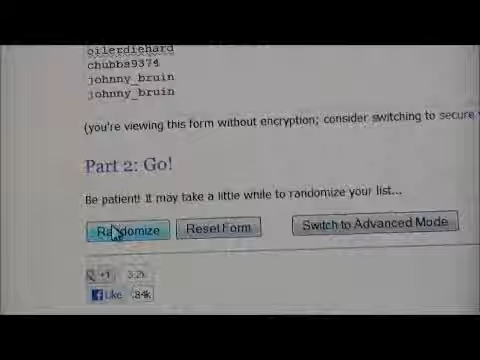 oilerdiehard
chubba9374
johnny_bruin
johnny_bruin
(you're viewing this form without encryption; consider switching to secure
Part 2: Go!
Be patient! It may take a little while to randomize your list...
Randomize Reset Form Switch to Advanced Mode
+1 3.2k
Like 84k